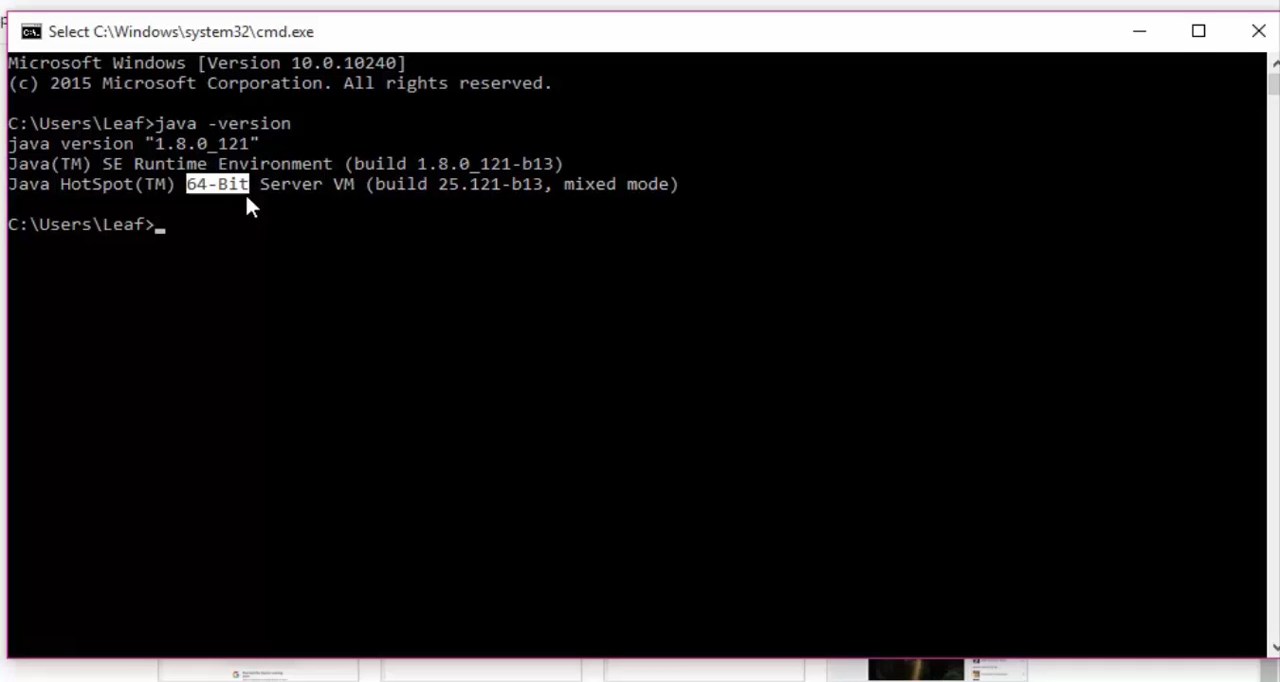 Select C:\Windows\system32\cmd.exe
Microsoft Windows [Version 10.0.10240]
(c) 2015 Microsoft Corporation. All rights reserved.
C:\Users\Leaf>java -version
java version "1.8.0_121"
Java(TM) SE Runtime Environment (build 1.8.0_121-b13)
Java HotSpot(TM) 64-Bit Server VM (build 25.121-b13, mixed mode)
C:\Users\Leaf>